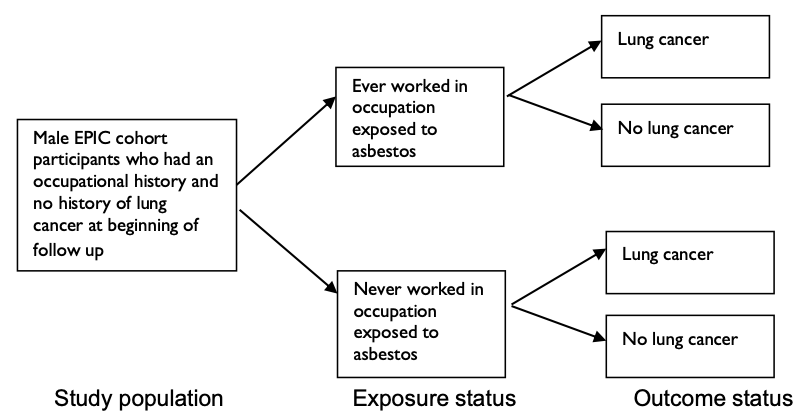 Male EPIC cohort
participants who had an
occupational history and
no history of lung
cancer at beginning of
follow up
Ever worked in
occupation
exposed to
asbestos
Lung cancer
No lung cancer
Never worked in
occupation
exposed to
asbestos
Lung cancer
No lung cancer
Study population
Exposure status
Outcome status